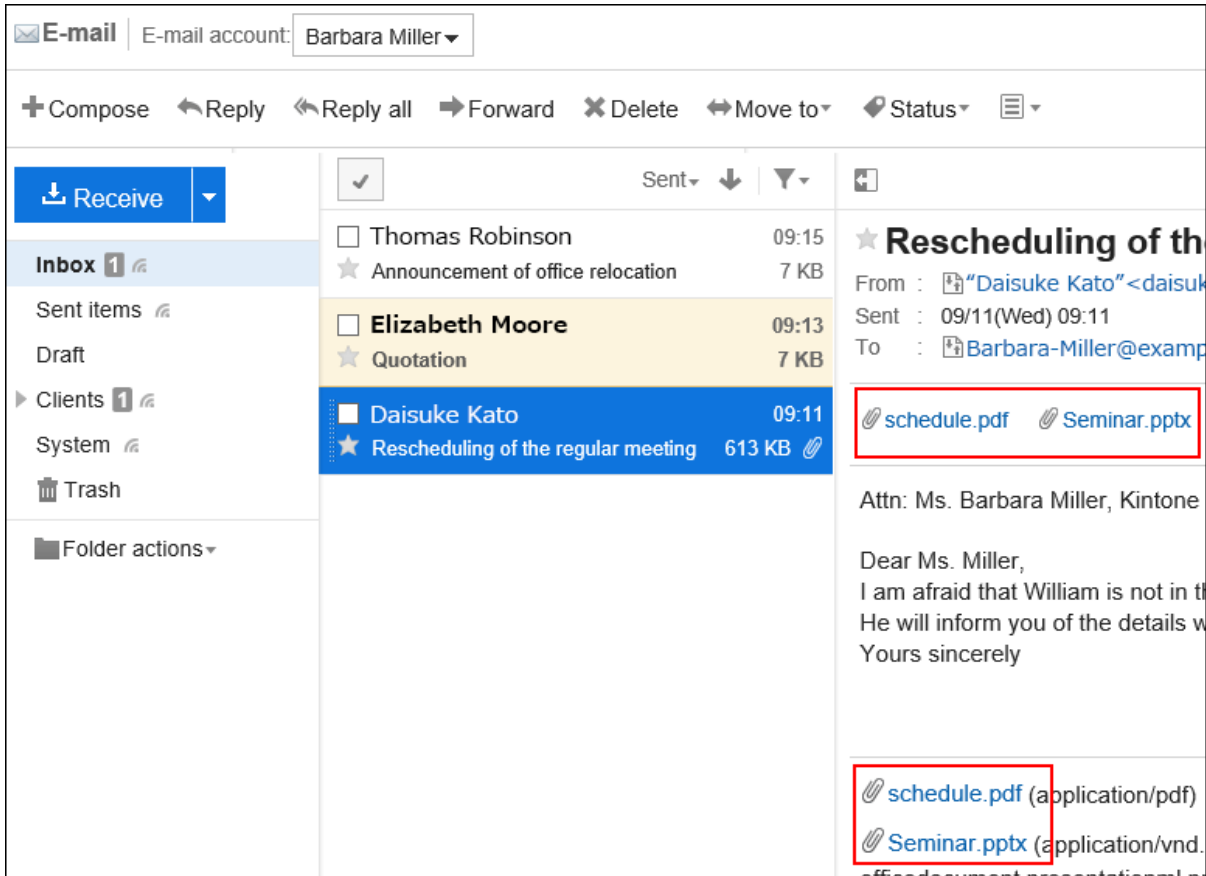 E-mail E-mail account: Barbara Miller
Compose Reply Reply all Forward Delete Move to Status
Receive
Inbox 1
Sent items
Draft
Clients 1
System
Trash
Folder actions
Sent
Thomas Robinson 09:15
Announcement of office relocation 7 KB
Elizabeth Moore 09:13
Quotation 7 KB
Daisuke Kato 09:11
Rescheduling of the regular meeting 613 KB
Rescheduling of th
From : "Daisuke Kato"<daisuk
Sent : 09/11(Wed) 09:11
To : Barbara-Miller@examp
schedule.pdf Seminar.pptx
Attn: Ms. Barbara Miller, Kintone
Dear Ms. Miller,
I am afraid that William is not in th
He will inform you of the details w
Yours sincerely
schedule.pdf (application/pdf)
Seminar.pptx (application/vnd.